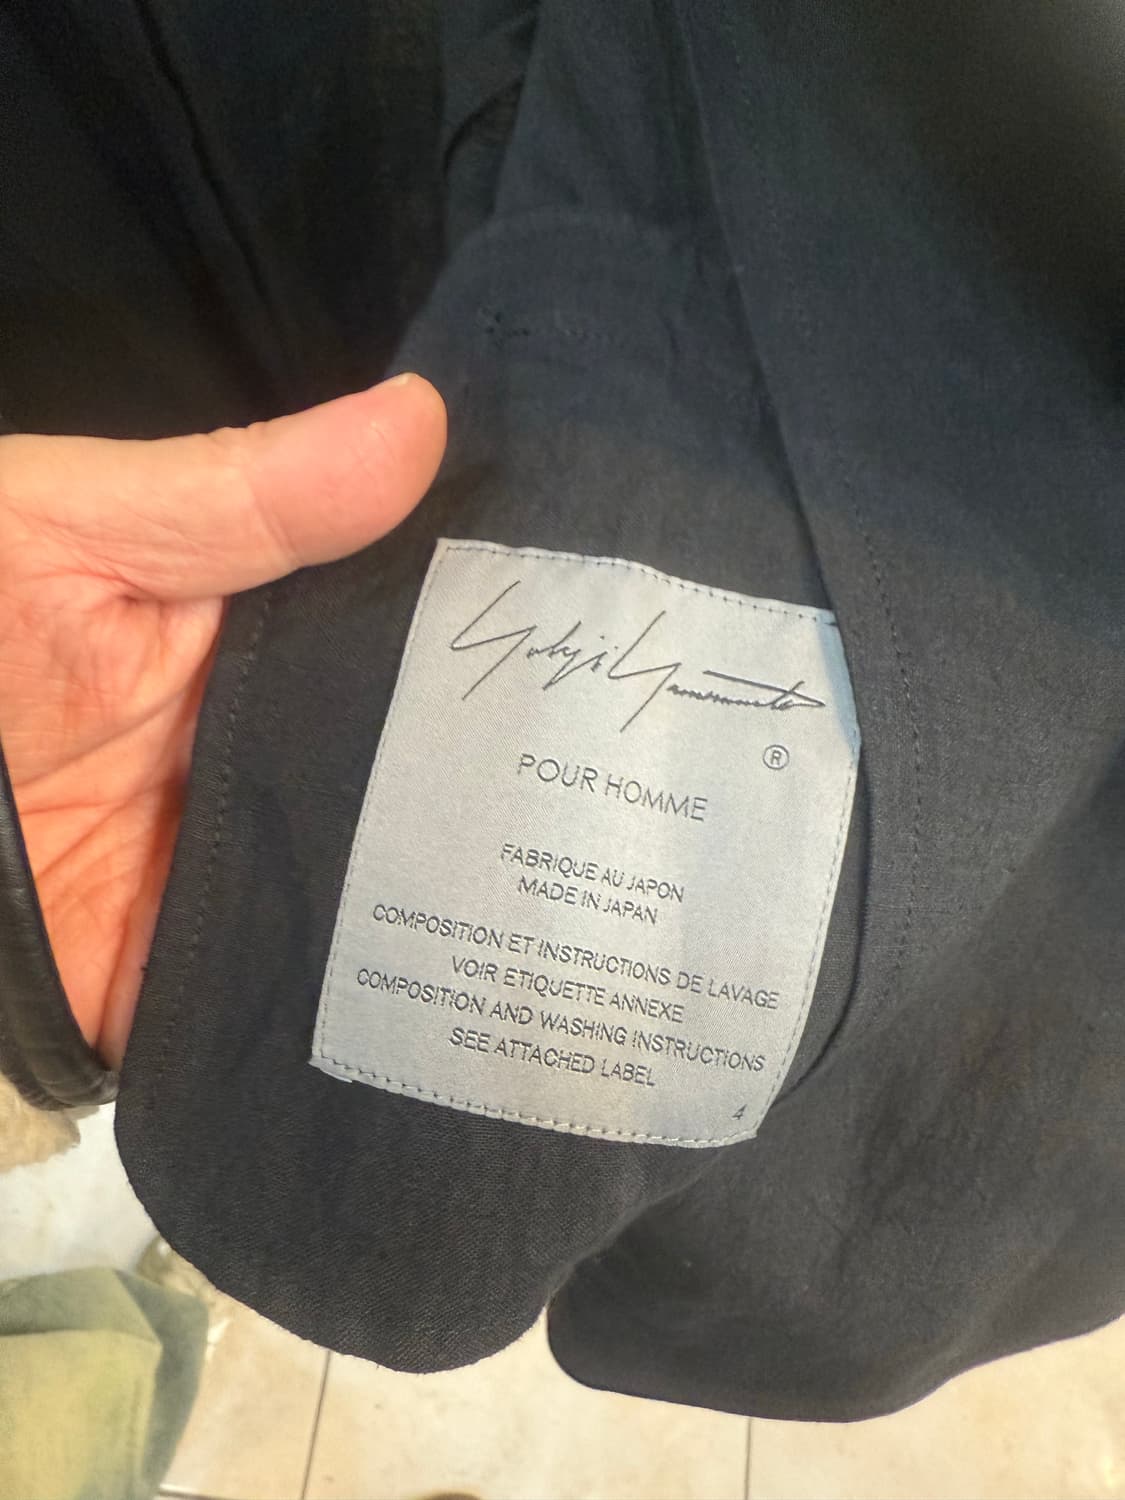 Yohji Yamamoto
®
POUR HOMME
FABRIQUE AU JAPON
MADE IN JAPAN
COMPOSITION ET INSTRUCTIONS DE LAVAGE
VOIR ETIQUETTE ANNEXE
COMPOSITION AND WASHING INSTRUCTIONS
SEE ATTACHED LABEL
4